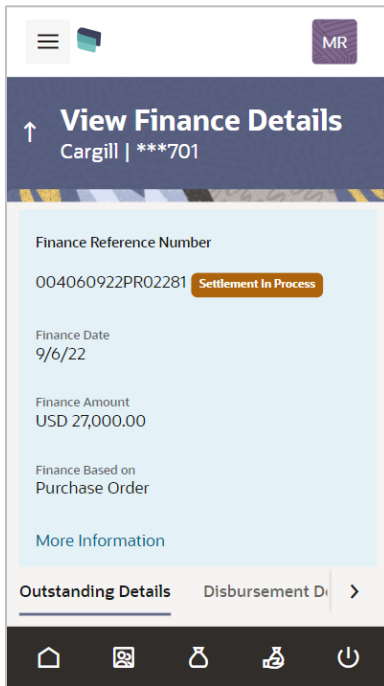 MR
View Finance Details
Cargill | ***701
Finance Reference Number
004060922PR02281 Settlement In Process
Finance Date
9/6/22
Finance Amount
USD 27,000.00
Finance Based on
Purchase Order
More Information
Outstanding Details Disbursement